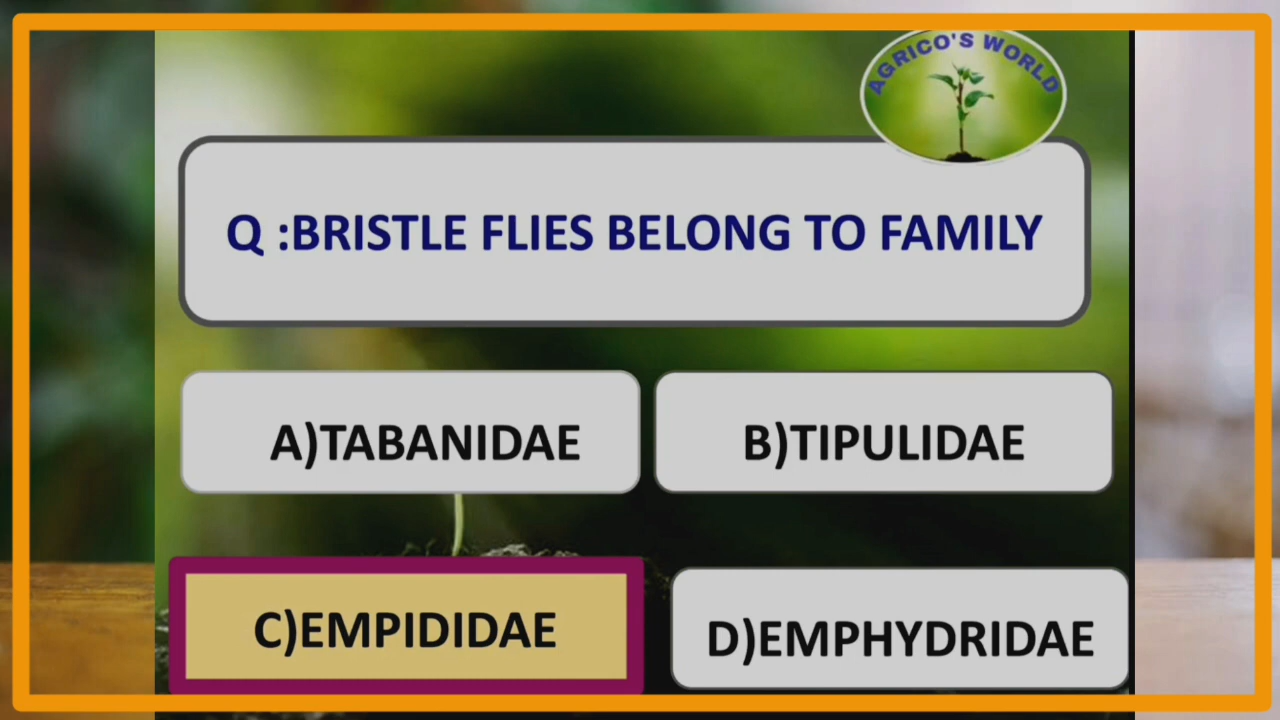 AGRICO'S WORLD
Q :BRISTLE FLIES BELONG TO FAMILY
A)TABANIDAE
B)TIPULIDAE
C)EMPIDIDAE
D)EMPHYDRIDAE